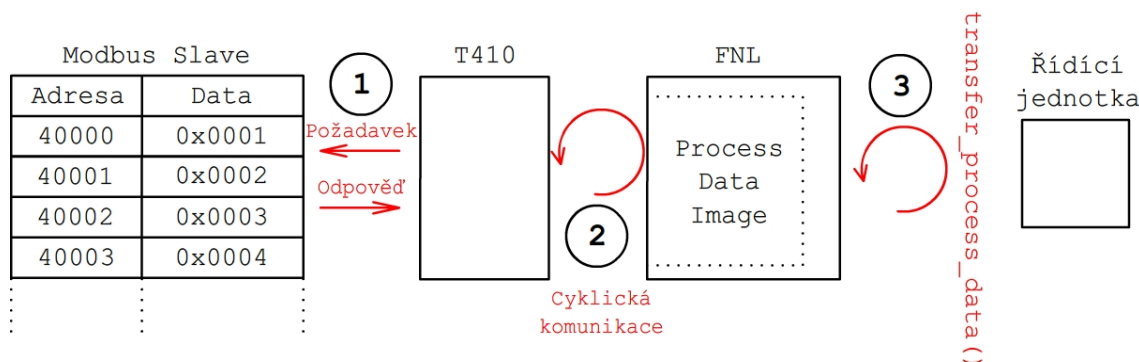 Modbus Slave
Adresa Data
40000 0x0001
40001 0x0002
40002 0x0003
40003 0x0004
1
Požadavek
Odpověď
T410
2
Cyklická
komunikace
FNL
Process
Data
Image
3
transfer_process_data()
Řídící
jednotka